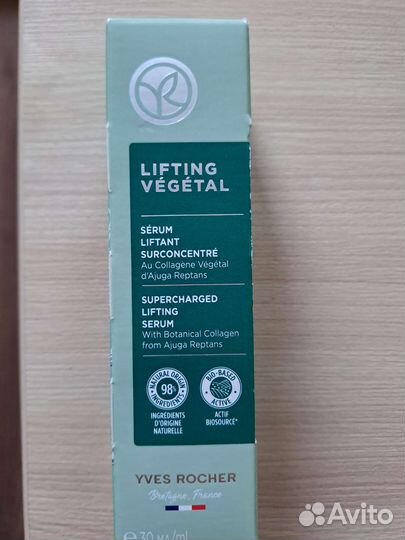 LIFTING
VÉGÉTAL
SÉRUM
LIFTANT
SURCONCENTRÉ
Au Collagène Végétal
d'Ajuga Reptans
SUPERCHARGED
LIFTING
SERUM
With Botanical Collagen
from Ajuga Reptans
NATURAL ORIGIN
98%
INGREDIENTS
INGRÉDIENTS
D'ORIGINE
NATURELLE
BIO-BASED
ACTIVE
ACTIF
BIOSOURCÉ*
YVES ROCHER
Bretagne, France
℮ 30 мл/ml
Avito